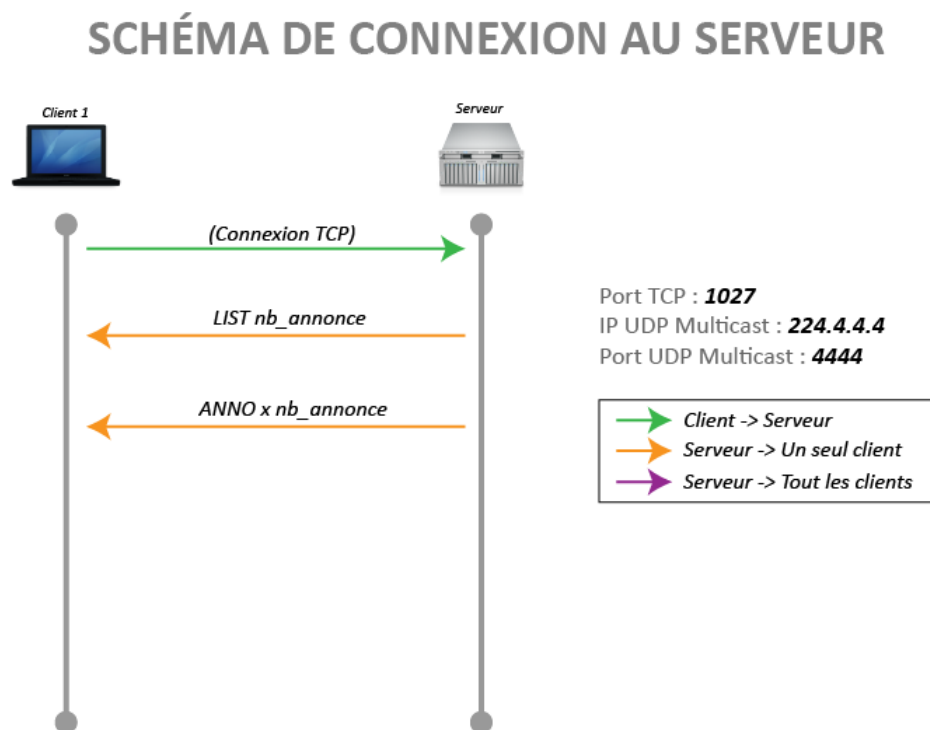 SCHÉMA DE CONNEXION AU SERVEUR
Client 1
Serveur
(Connexion TCP)
LIST nb_annonce
ANNO x nb_annonce
Port TCP : 1027
IP UDP Multicast : 224.4.4.4
Port UDP Multicast : 4444
Client -> Serveur
Serveur -> Un seul client
Serveur -> Tout les clients